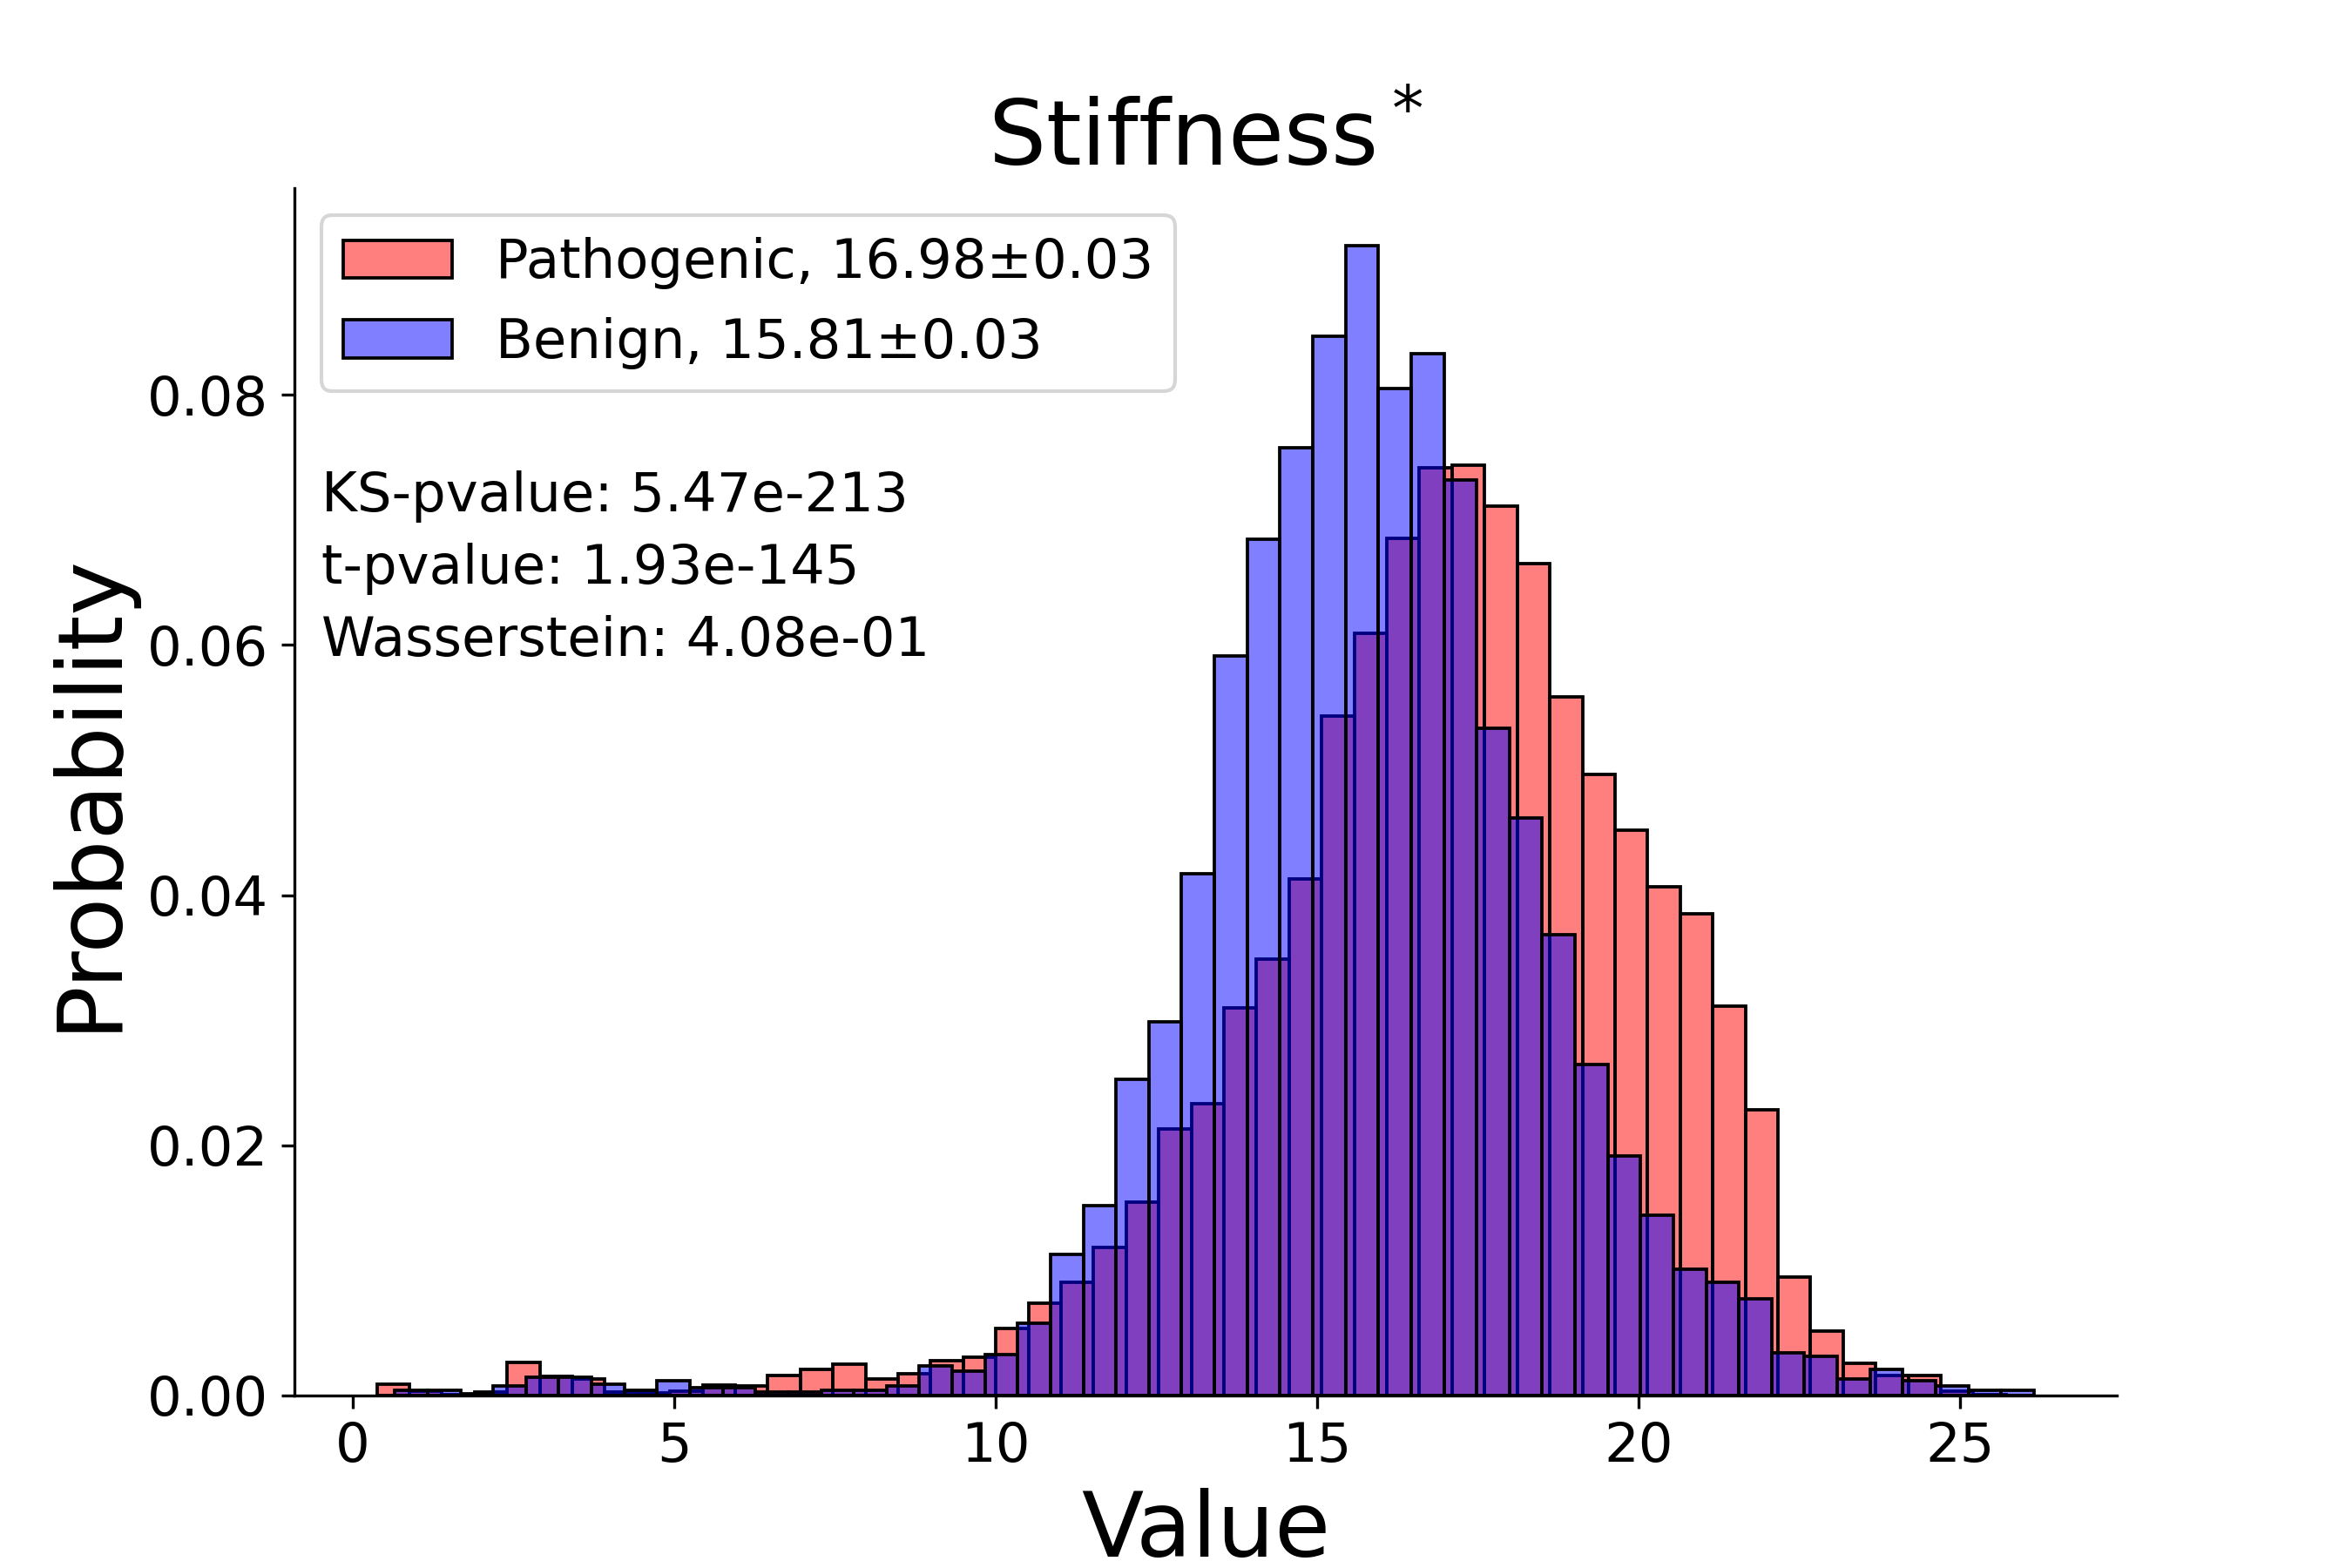 Stiffness*
Pathogenic, 16.98±0.03
Benign, 15.81±0.03
KS-pvalue: 5.47e-213
t-pvalue: 1.93e-145
Wasserstein: 4.08e-01
Probability
0.08
0.06
0.04
0.02
0.00
0 5 10 15 20 25
Value